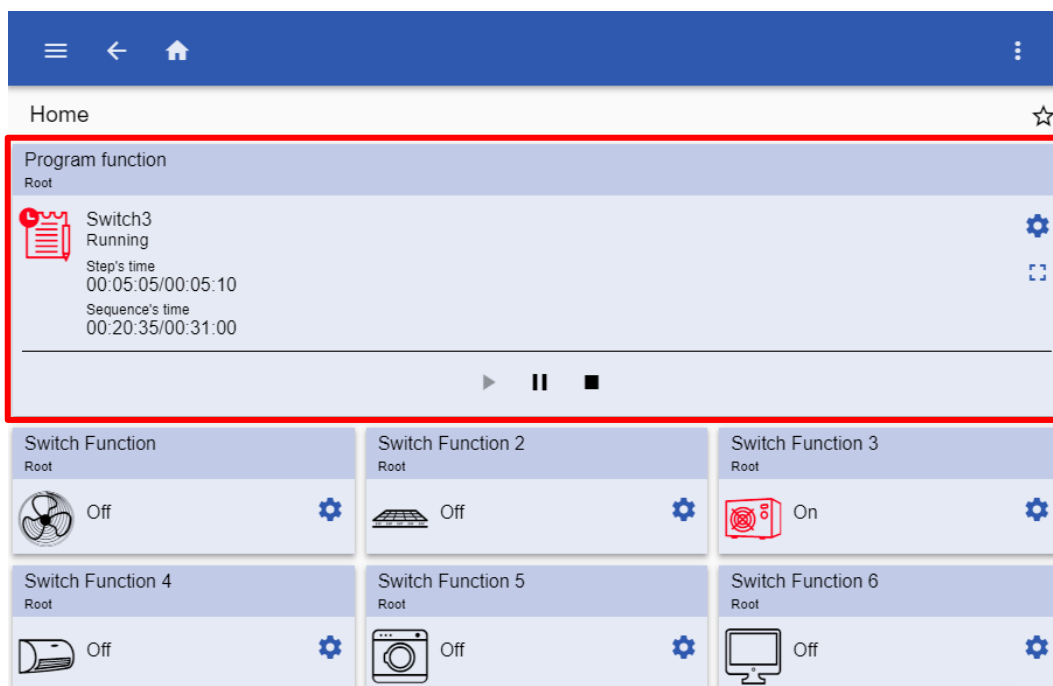 Home
Program function
Root
Switch3
Running
Step's time
00:05:05/00:05:10
Sequence's time
00:20:35/00:31:00
Switch Function
Root
Off
Switch Function 2
Root
Off
Switch Function 3
Root
On
Switch Function 4
Root
Off
Switch Function 5
Root
Off
Switch Function 6
Root
Off